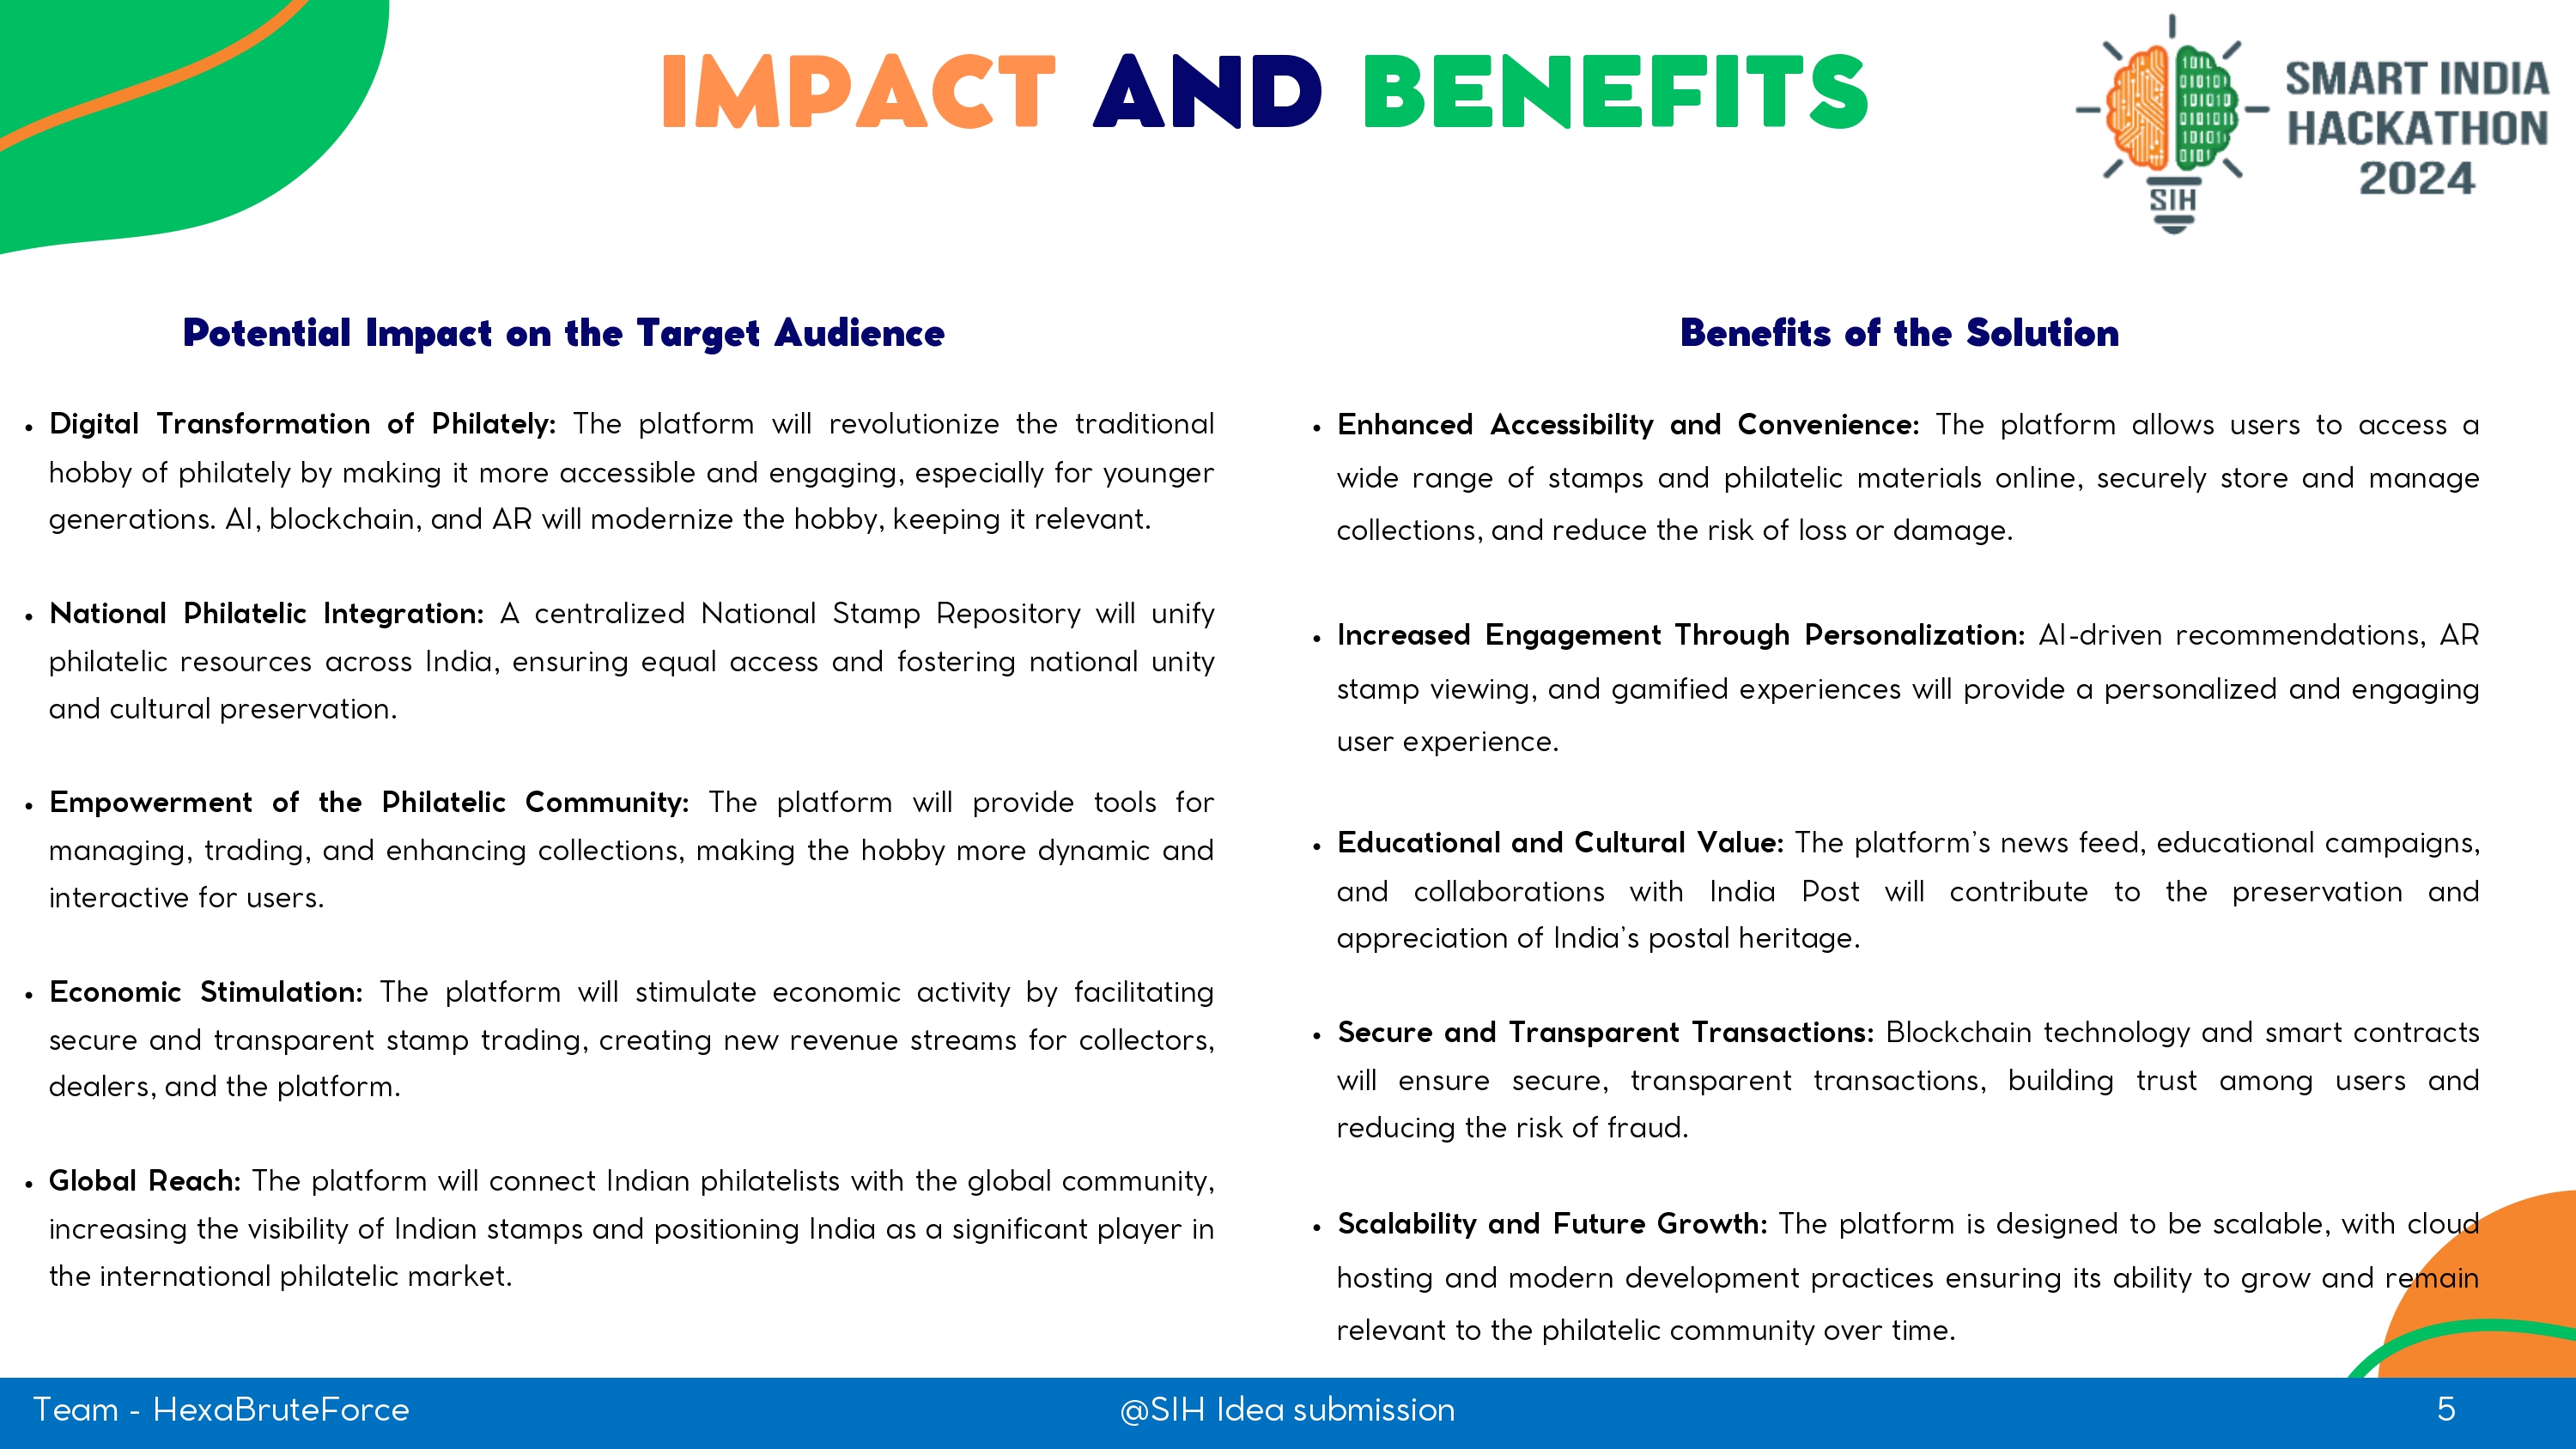 IMPACT AND BENEFITS
SMART INDIA
HACKATHON
2024
SIH
Potential Impact on the Target Audience
• Digital Transformation of Philately: The platform will revolutionize the traditional
hobby of philately by making it more accessible and engaging, especially for younger
generations. AI, blockchain, and AR will modernize the hobby, keeping it relevant.
• National Philatelic Integration: A centralized National Stamp Repository will unify
philatelic resources across India, ensuring equal access and fostering national unity
and cultural preservation.
• Empowerment of the Philatelic Community: The platform will provide tools for
managing, trading, and enhancing collections, making the hobby more dynamic and
interactive for users.
• Economic Stimulation: The platform will stimulate economic activity by facilitating
secure and transparent stamp trading, creating new revenue streams for collectors,
dealers, and the platform.
• Global Reach: The platform will connect Indian philatelists with the global community,
increasing the visibility of Indian stamps and positioning India as a significant player in
the international philatelic market.
Benefits of the Solution
• Enhanced Accessibility and Convenience: The platform allows users to access a
wide range of stamps and philatelic materials online, securely store and manage
collections, and reduce the risk of loss or damage.
• Increased Engagement Through Personalization: AI-driven recommendations, AR
stamp viewing, and gamified experiences will provide a personalized and engaging
user experience.
• Educational and Cultural Value: The platform's news feed, educational campaigns,
and collaborations with India Post will contribute to the preservation and
appreciation of India's postal heritage.
• Secure and Transparent Transactions: Blockchain technology and smart contracts
will ensure secure, transparent transactions, building trust among users and
reducing the risk of fraud.
• Scalability and Future Growth: The platform is designed to be scalable, with cloud
hosting and modern development practices ensuring its ability to grow and remain
relevant to the philatelic community over time.
Team - HexaBruteForce
@SIH Idea submission
5